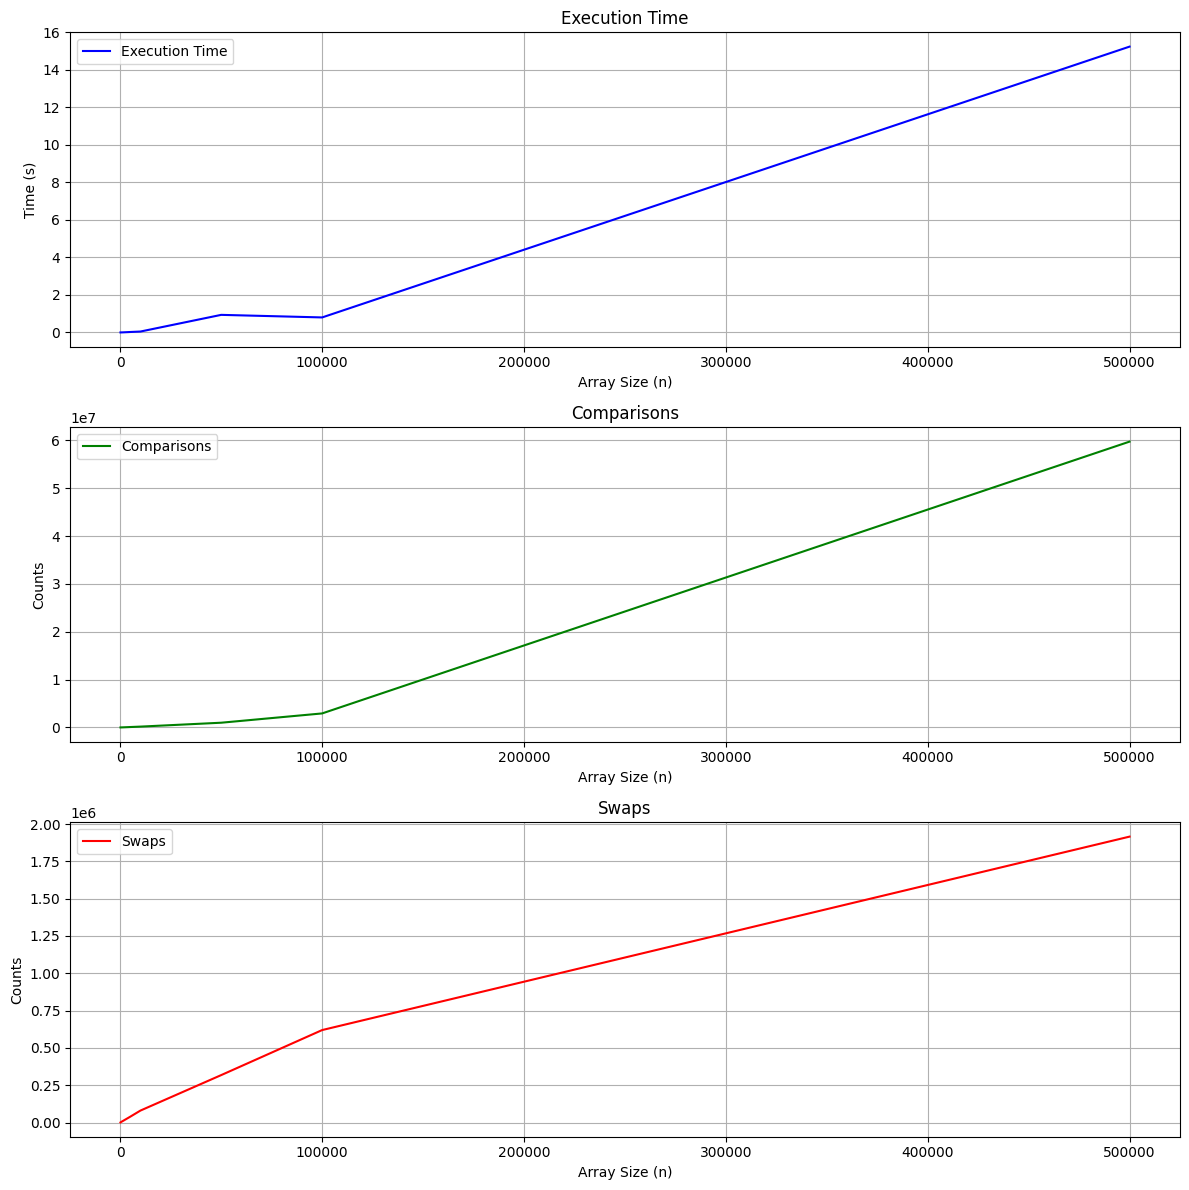 Execution Time
16
14
12
10
8
6
4
2
0
Time (s)
Execution Time
0 100000 200000 300000 400000 500000
Array Size (n)
Comparisons
1e7
6
5
4
3
2
1
0
Counts
Comparisons
0 100000 200000 300000 400000 500000
Array Size (n)
Swaps
1e6
2.00
1.75
1.50
1.25
1.00
0.75
0.50
0.25
0.00
Counts
Swaps
0 100000 200000 300000 400000 500000
Array Size (n)